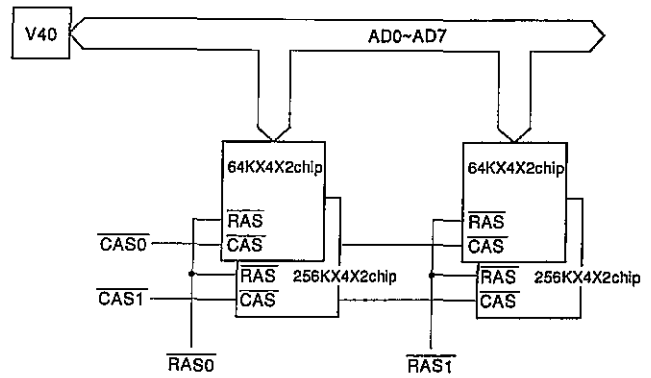 V40
AD0~AD7
64KX4X2chip
64KX4X2chip
RAS
RAS
CAS0
CAS
CAS
RAS
256KX4X2chip
RAS
256KX4X2chip
CAS1
CAS
CAS
RAS0
RAS1